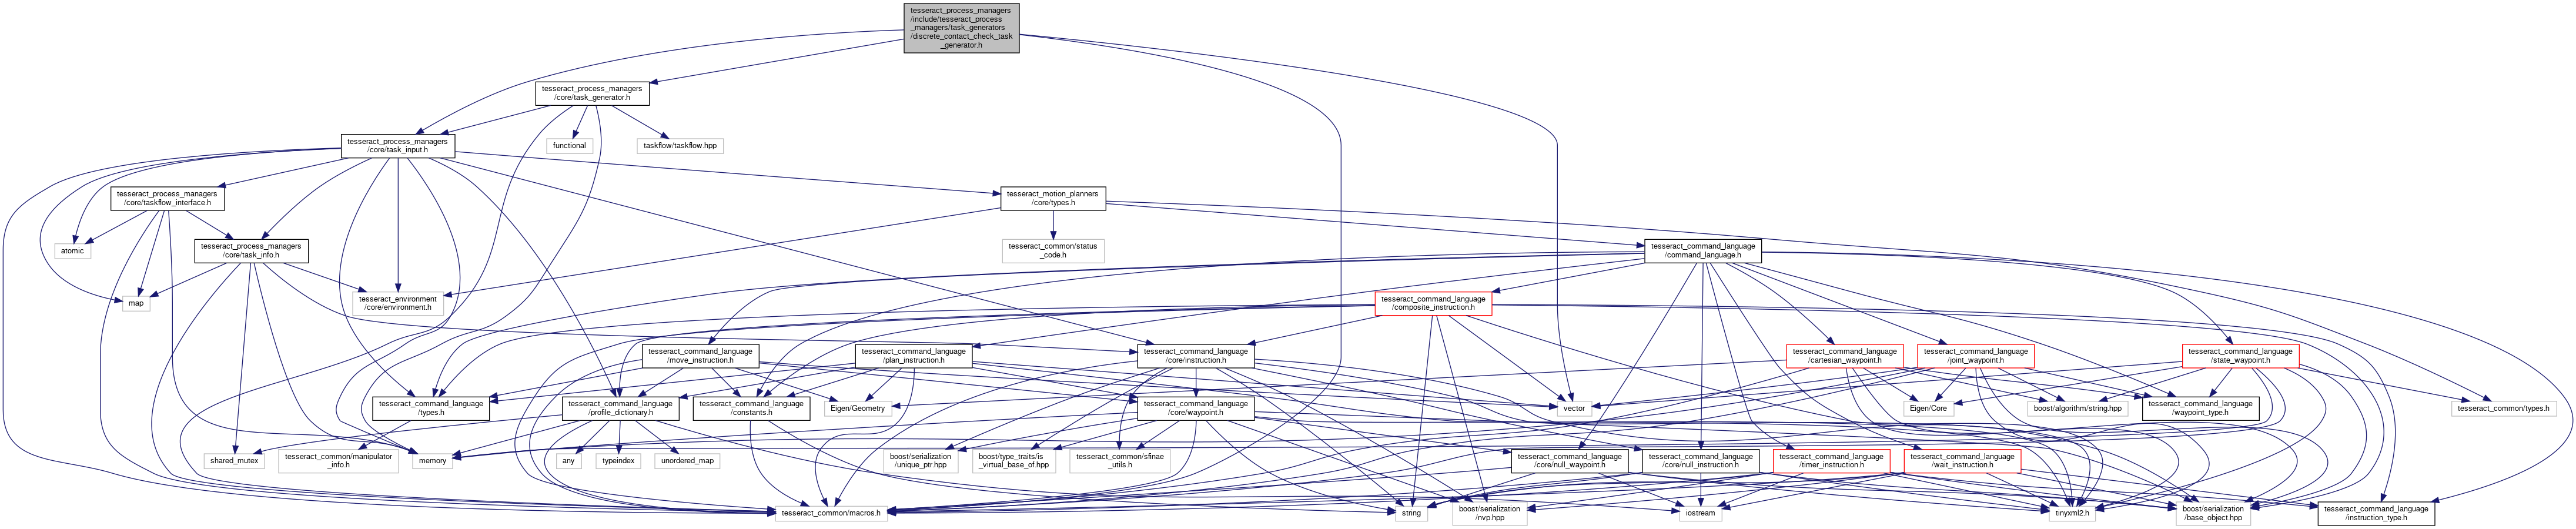 tesseract_process_managers
/include/tesseract_process
_managers/task_generators
/discrete_contact_check_task
_generator.h
tesseract_process_managers
/core/task_generator.h
tesseract_process_managers
/core/task_input.h
functional
taskflow/taskflow.hpp
tesseract_process_managers
/core/taskflow_interface.h
tesseract_motion_planners
/core/types.h
atomic
tesseract_process_managers
/core/task_info.h
tesseract_common/status
_code.h
tesseract_command_language
/command_language.h
map
tesseract_environment
/core/environment.h
tesseract_command_language
/composite_instruction.h
tesseract_command_language
/move_instruction.h
tesseract_command_language
/plan_instruction.h
tesseract_command_language
/core/instruction.h
tesseract_command_language
/cartesian_waypoint.h
tesseract_command_language
/joint_waypoint.h
tesseract_command_language
/state_waypoint.h
tesseract_command_language
/types.h
tesseract_command_language
/profile_dictionary.h
tesseract_command_language
/constants.h
Eigen/Geometry
tesseract_command_language
/core/waypoint.h
vector
Eigen/Core
boost/algorithm/string.hpp
tesseract_command_language
/waypoint_type.h
tesseract_common/types.h
shared_mutex
tesseract_common/manipulator
_info.h
memory
any
typeindex
unordered_map
boost/serialization
/unique_ptr.hpp
boost/type_traits/is
_virtual_base_of.hpp
tesseract_common/sfinae
_utils.h
tesseract_command_language
/core/null_waypoint.h
tesseract_command_language
/core/null_instruction.h
tesseract_command_language
/timer_instruction.h
tesseract_command_language
/wait_instruction.h
tesseract_common/macros.h
string
boost/serialization
/nvp.hpp
iostream
tinyxml2.h
boost/serialization
/base_object.hpp
tesseract_command_language
/instruction_type.h